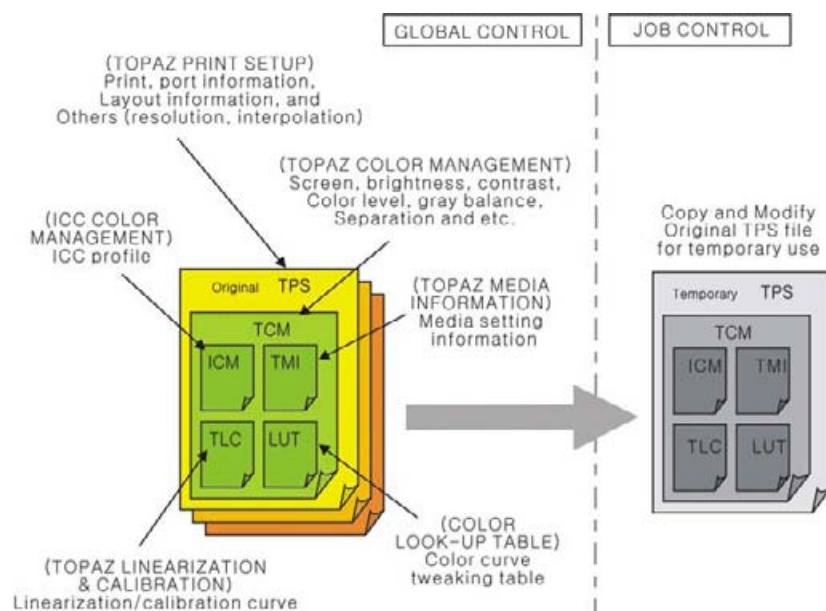 GLOBAL CONTROL
JOB CONTROL
(TOPAZ PRINT SETUP)
Print, port information,
Layout information, and
Others (resolution, interpolation)
(TOPAZ COLOR MANAGEMENT)
Screen, brightness, contrast,
Color level, gray balance,
Separation and etc.
(ICC COLOR
MANAGEMENT)
ICC profile
(TOPAZ MEDIA
INFORMATION)
Media setting
information
Original TPS
TCM
ICM TMI
TLC LUT
(COLOR
LOOK-UP TABLE)
Color curve
tweaking table
(TOPAZ LINEARIZATION
& CALIBRATION)
Linearization/calibration curve
Copy and Modify
Original TPS file
for temporary use
Temporary TPS
TCM
ICM TMI
TLC LUT